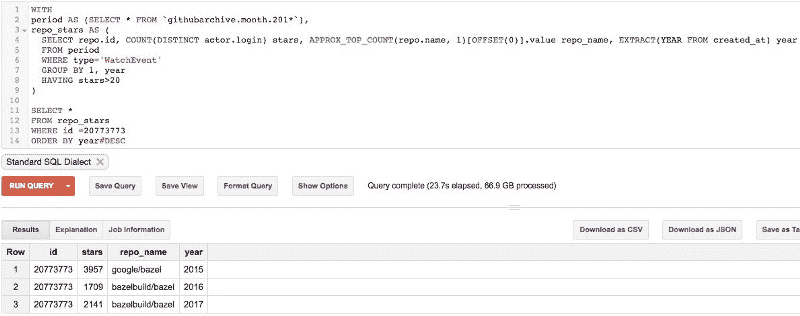 1 WITH
2 period AS (SELECT * FROM `githubarchive.month.201*`),
3 repo_stars AS (
4 SELECT repo.id, COUNT(DISTINCT actor.login) stars, APPROX_TOP_COUNT(repo.name, 1)[OFFSET(0)].value repo_name, EXTRACT(YEAR FROM created_at) year
5 FROM period
6 WHERE type='WatchEvent'
7 GROUP BY 1, year
8 HAVING stars>20
9 )
10
11 SELECT *
12 FROM repo_stars
13 WHERE id =20773773
14 ORDER BY year#DESC
Standard SQL Dialect X
RUN QUERY Save Query Save View Format Query Show Options Query complete (23.7s elapsed, 66.9 GB processed)
Results Explanation Job Information Download as CSV Download as JSON Save as Ta
Row id stars repo_name year
1 20773773 3957 google/bazel 2015
2 20773773 1709 bazelbuild/bazel 2016
3 20773773 2141 bazelbuild/bazel 2017